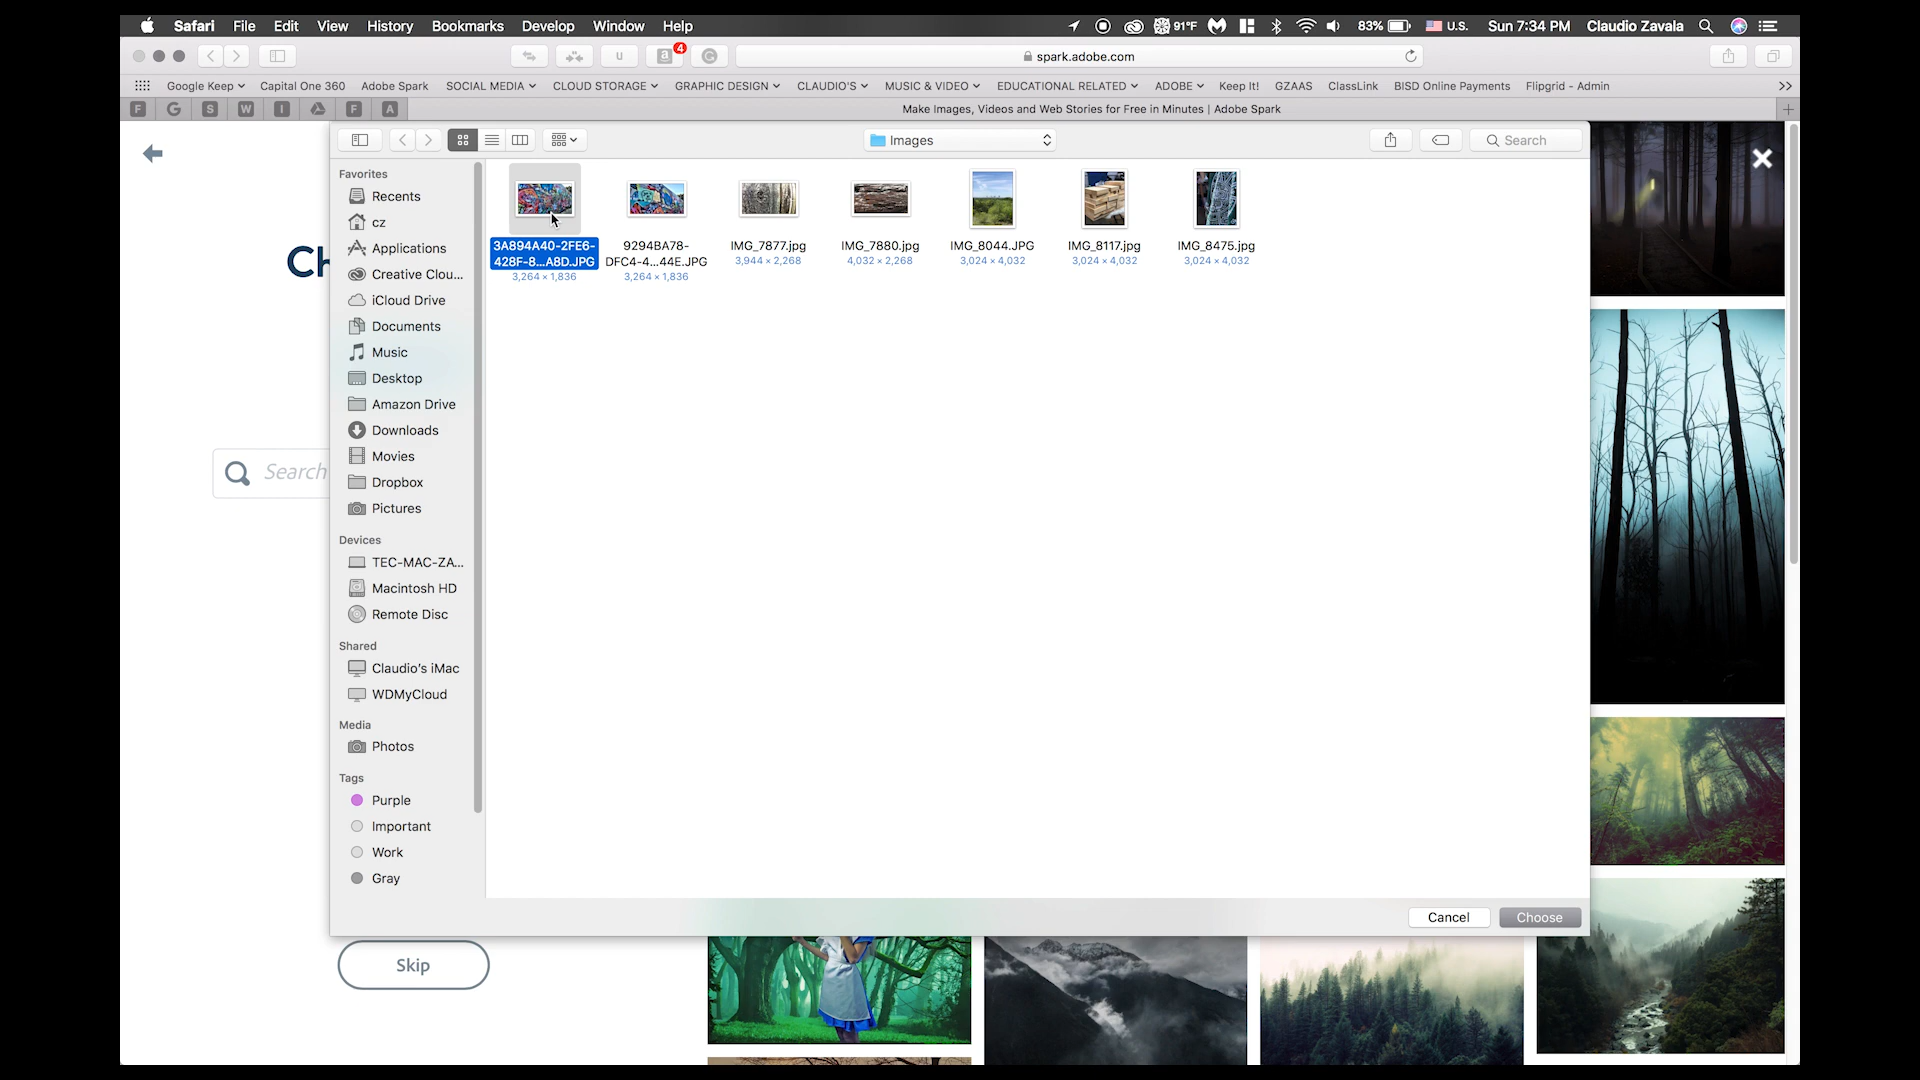 Safari File Edit View History Bookmarks Develop Window Help 91°F 83% U.S. Sun 7:34 PM Claudio Zavala
u a 4 G spark.adobe.com
Google Keep Capital One 360 Adobe Spark SOCIAL MEDIA CLOUD STORAGE GRAPHIC DESIGN CLAUDIO'S MUSIC & VIDEO EDUCATIONAL RELATED ADOBE Keep It! GZAAS ClassLink BISD Online Payments Flipgrid - Admin
F G S W I F A Make Images, Videos and Web Stories for Free in Minutes | Adobe Spark
Images Search
Favorites
Recents
cz
Applications
Creative Clou...
iCloud Drive
Documents
Music
Desktop
Amazon Drive
Downloads
Movies
Dropbox
Pictures
Devices
TEC-MAC-ZA...
Macintosh HD
Remote Disc
Shared
Claudio's iMac
WDMyCloud
Media
Photos
Tags
Purple
Important
Work
Gray
3A894A40-2FE6-
428F-8...A8D.JPG
3,264 × 1,836
9294BA78-
DFC4-4...44E.JPG
3,264 × 1,836
IMG_7877.jpg
3,944 × 2,268
IMG_7880.jpg
4,032 × 2,268
IMG_8044.JPG
3,024 × 4,032
IMG_8117.jpg
3,024 × 4,032
IMG_8475.jpg
3,024 × 4,032
Cancel Choose
Ch
Search
Skip